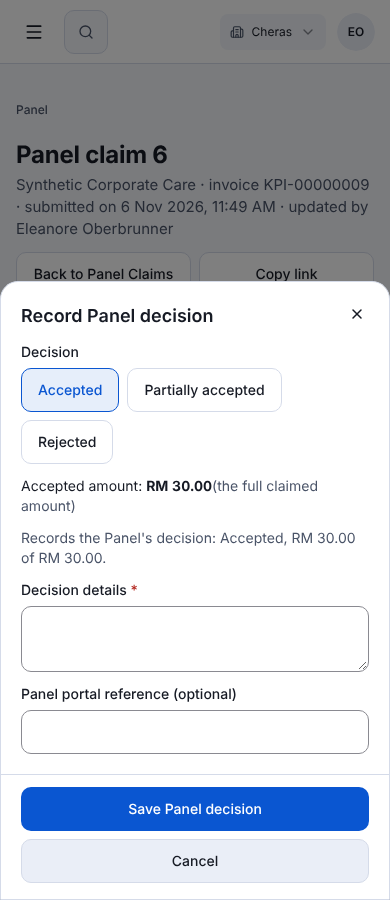 Cheras
EO
Panel
Panel claim 6
Synthetic Corporate Care · invoice KPI-00000009
· submitted on 6 Nov 2026, 11:49 AM · updated by
Eleanore Oberbrunner
Back to Panel Claims
Copy link
Record Panel decision
Decision
Accepted
Partially accepted
Rejected
Accepted amount: RM 30.00(the full claimed
amount)
Records the Panel's decision: Accepted, RM 30.00
of RM 30.00.
Decision details *
Panel portal reference (optional)
Save Panel decision
Cancel